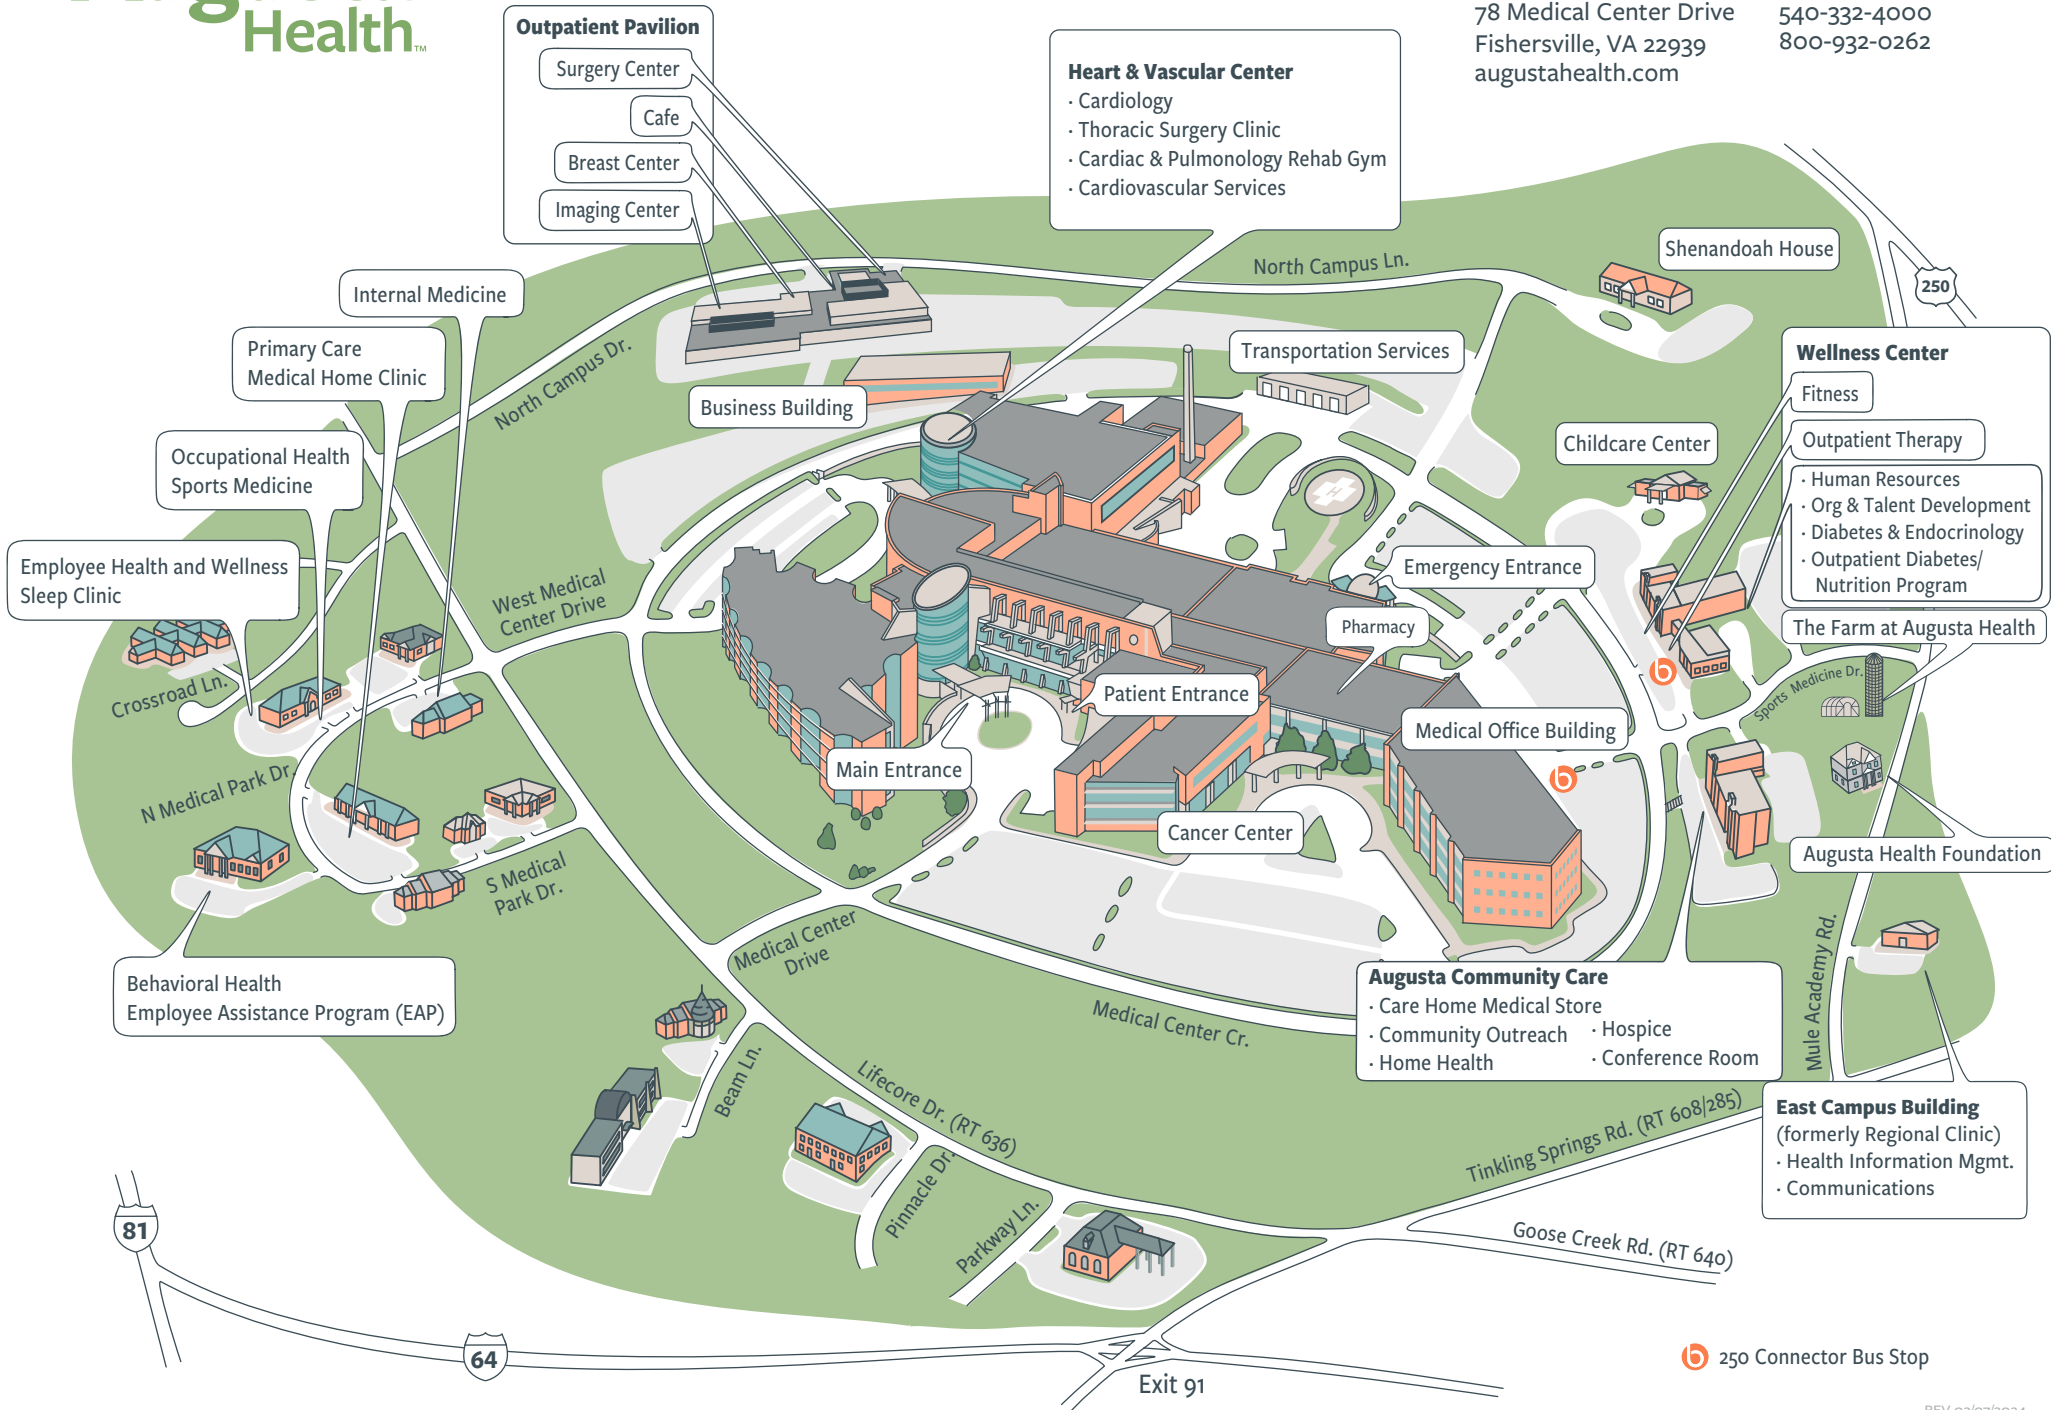 Health™
78 Medical Center Drive
Fishersville, VA 22939
augustahealth.com
540-332-4000
800-932-0262
Outpatient Pavilion
Surgery Center
Cafe
Breast Center
Imaging Center
Heart & Vascular Center
· Cardiology
· Thoracic Surgery Clinic
· Cardiac & Pulmonology Rehab Gym
· Cardiovascular Services
North Campus Ln.
Shenandoah House
250
Internal Medicine
Primary Care
Medical Home Clinic
North Campus Dr.
Transportation Services
Business Building
Wellness Center
Fitness
Outpatient Therapy
· Human Resources
· Org & Talent Development
· Diabetes & Endocrinology
· Outpatient Diabetes/
Nutrition Program
Childcare Center
Occupational Health
Sports Medicine
Employee Health and Wellness
Sleep Clinic
West Medical
Center Drive
H
Emergency Entrance
Pharmacy
The Farm at Augusta Health
b
Sports Medicine Dr.
Crossroad Ln.
Patient Entrance
Main Entrance
Medical Office Building
b
N Medical Park Dr.
Cancer Center
Augusta Health Foundation
S Medical
Park Dr.
Medical Center
Drive
Behavioral Health
Employee Assistance Program (EAP)
Medical Center Cr.
Augusta Community Care
· Care Home Medical Store
· Community Outreach
· Home Health
· Hospice
· Conference Room
Mule Academy Rd.
Beam Ln.
Lifecore Dr. (RT 636)
Pinnacle Dr.
Parkway Ln.
Tinkling Springs Rd. (RT 608/285)
East Campus Building
(formerly Regional Clinic)
· Health Information Mgmt.
· Communications
Goose Creek Rd. (RT 640)
81
64
Exit 91
b 250 Connector Bus Stop